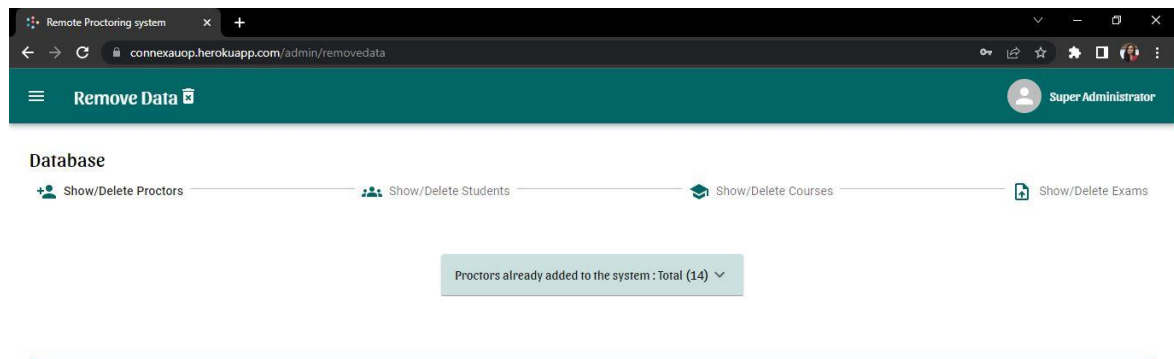 Remote Proctoring system
connexauop.herokuapp.com/admin/removedata
Remove Data
Super Administrator
Database
Show/Delete Proctors
Show/Delete Students
Show/Delete Courses
Show/Delete Exams
Proctors already added to the system : Total (14)